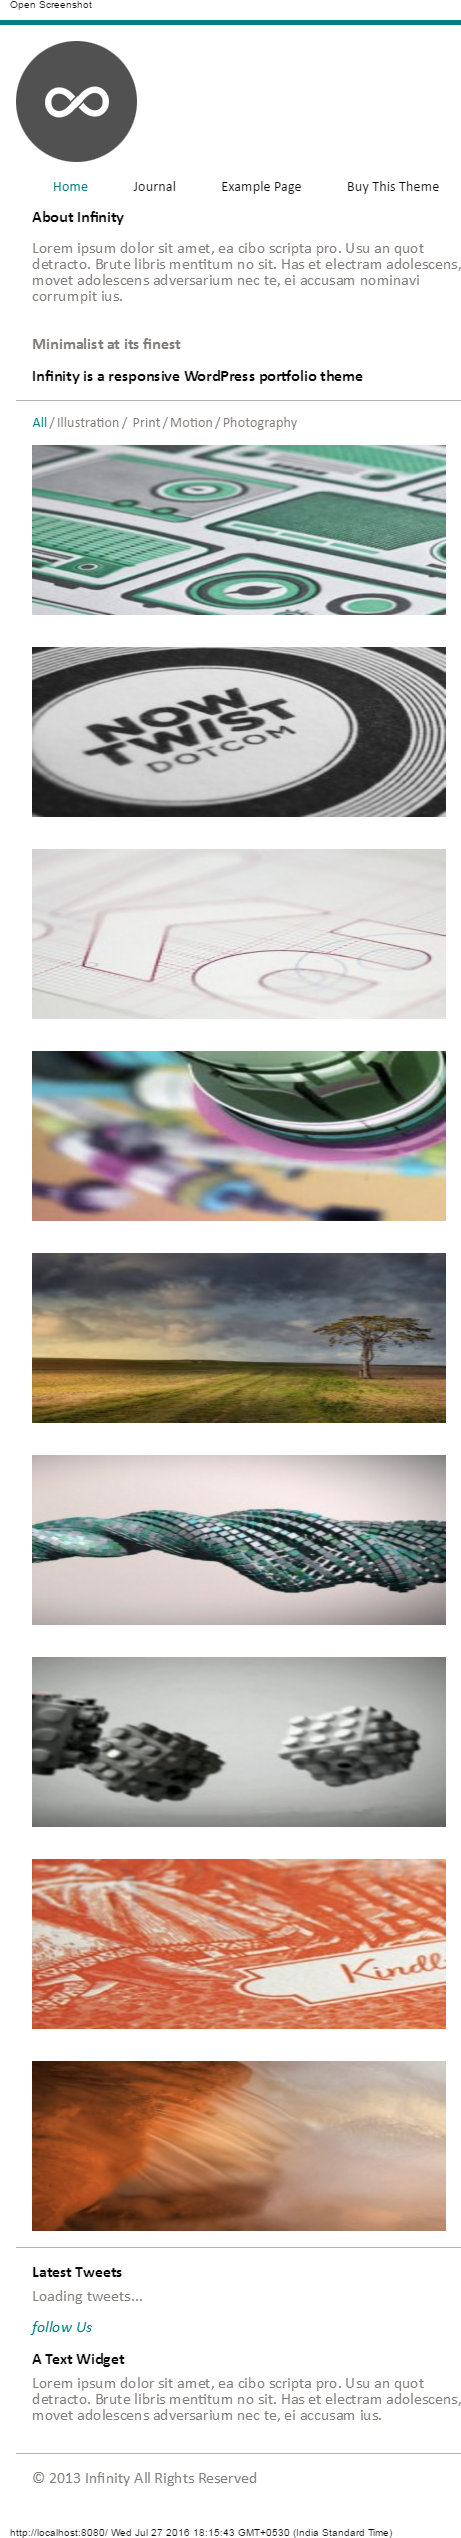 Open Screenshot
Home Journal Example Page Buy This Theme
About Infinity
Lorem ipsum dolor sit amet, ea cibo scripta pro. Usu an quot
detracto. Brute libris mentitum no sit. Has et electram adolescens,
movet adolescens adversarium nec te, ei accusam nominavi
corrumpit ius.
Minimalist at its finest
Infinity is a responsive WordPress portfolio theme
All / Illustration / Print / Motion / Photography
NOW
TWIST
DOTCOM
Kindl
Latest Tweets
Loading tweets...
follow Us
A Text Widget
Lorem ipsum dolor sit amet, ea cibo scripta pro. Usu an quot
detracto. Brute libris mentitum no sit. Has et electram adolescens,
movet adolescens adversarium nec te, ei accusam ius.
© 2013 Infinity All Rights Reserved
http://localhost:8080/ Wed Jul 27 2016 18:15:43 GMT+0530 (India Standard Time)